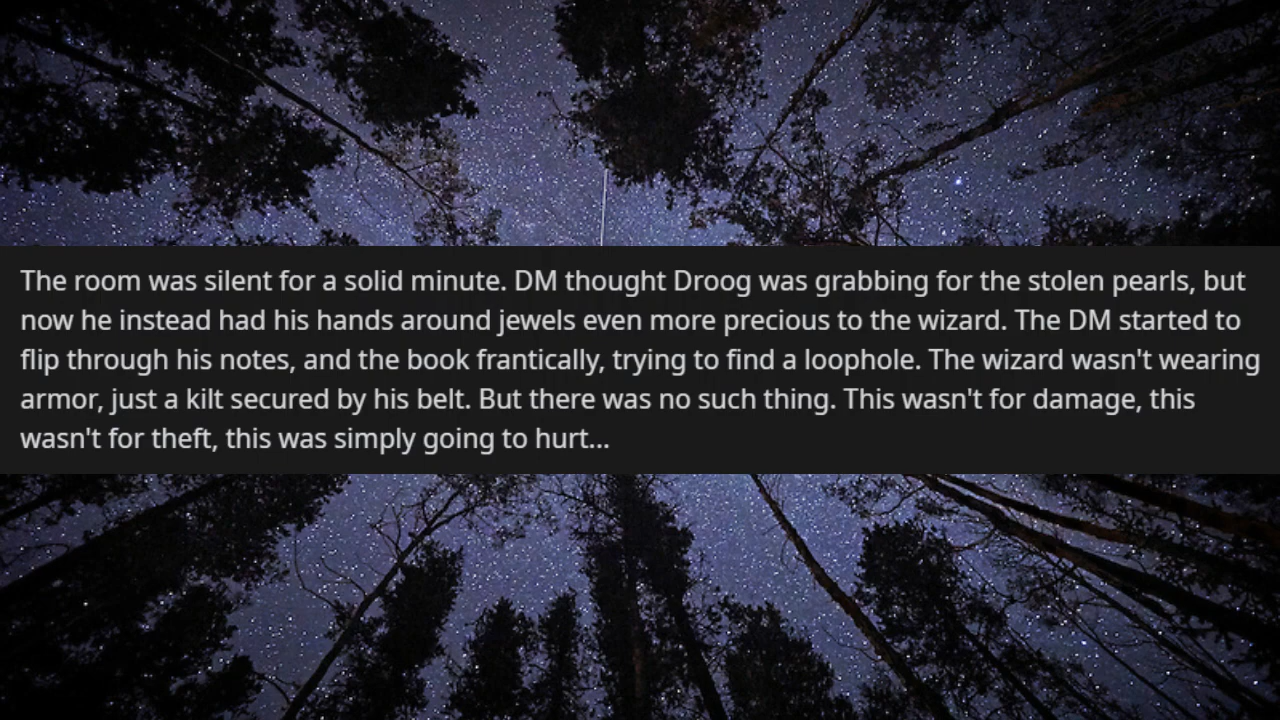 The room was silent for a solid minute. DM thought Droog was grabbing for the stolen pearls, but
now he instead had his hands around jewels even more precious to the wizard. The DM started to
flip through his notes, and the book frantically, trying to find a loophole. The wizard wasn't wearing
armor, just a kilt secured by his belt. But there was no such thing. This wasn't for damage, this
wasn't for theft, this was simply going to hurt...